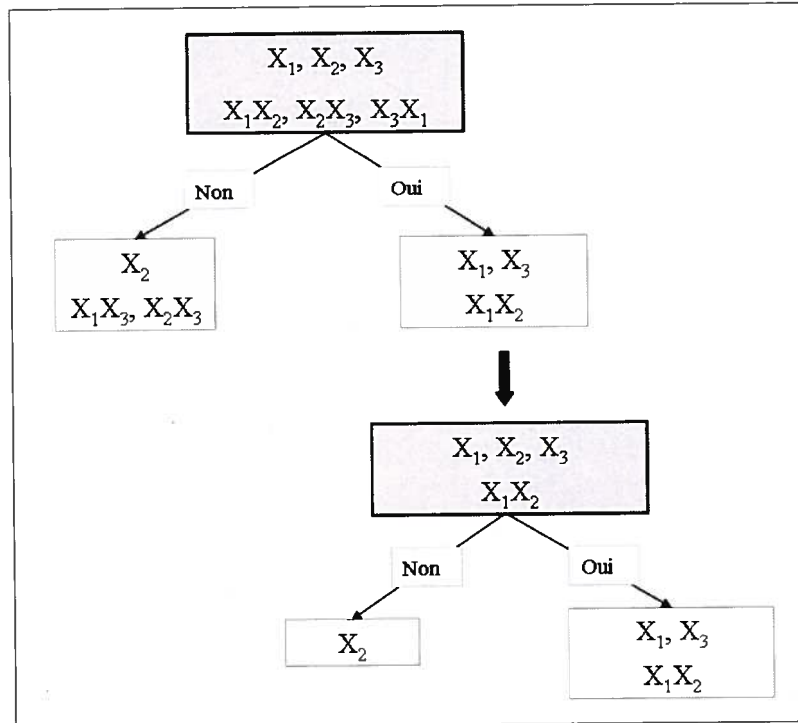 X₁, X₂, X₃
X₁X₂, X₂X₃, X₃X₁
Non
Oui
X₂
X₁X₃, X₂X₃
X₁, X₃
X₁X₂
X₁, X₂, X₃
X₁X₂
Non
Oui
X₂
X₁, X₃
X₁X₂